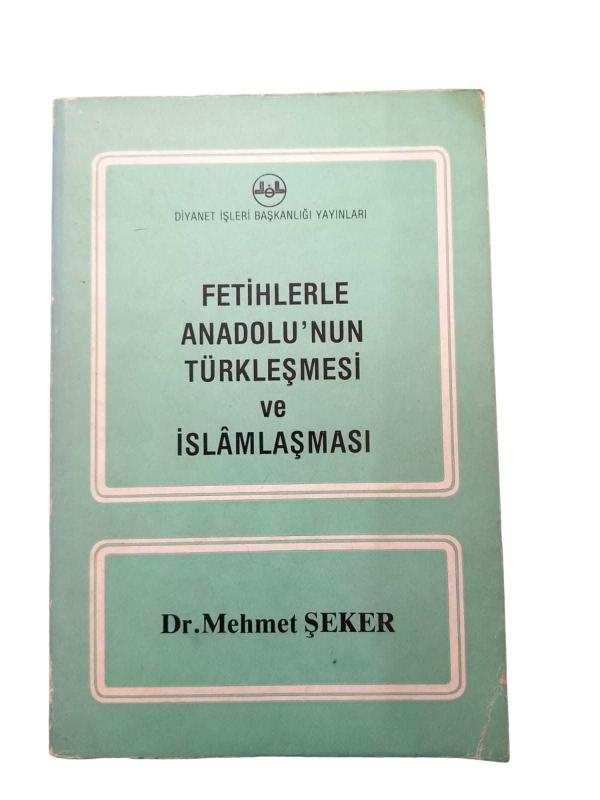 DİYANET İŞLERİ BAŞKANLIĞI YAYINLARI
FETİHLERLE
ANADOLU'NUN
TÜRKLEŞMESİ
ve
İSLÂMLAŞMASI
Dr.Mehmet ŞEKER